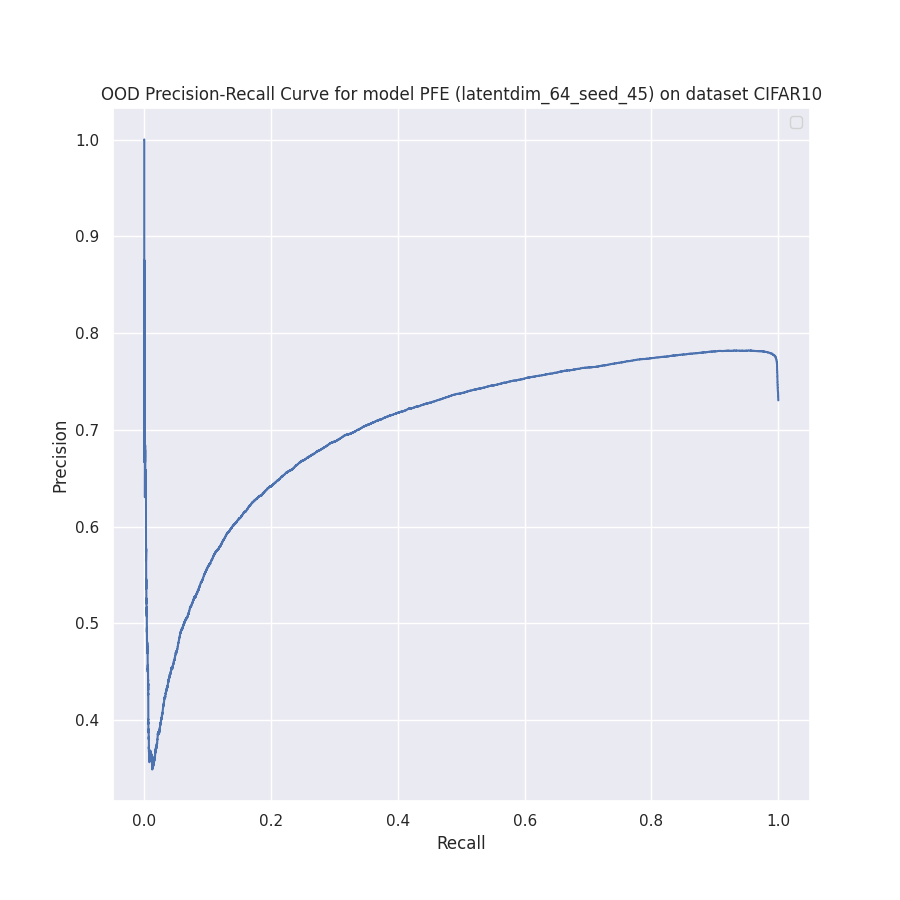 OOD Precision-Recall Curve for model PFE (latentdim_64_seed_45) on dataset CIFAR10
1.0
0.9
0.8
0.7
0.6
0.5
0.4
Precision
0.0 0.2 0.4 0.6 0.8 1.0
Recall